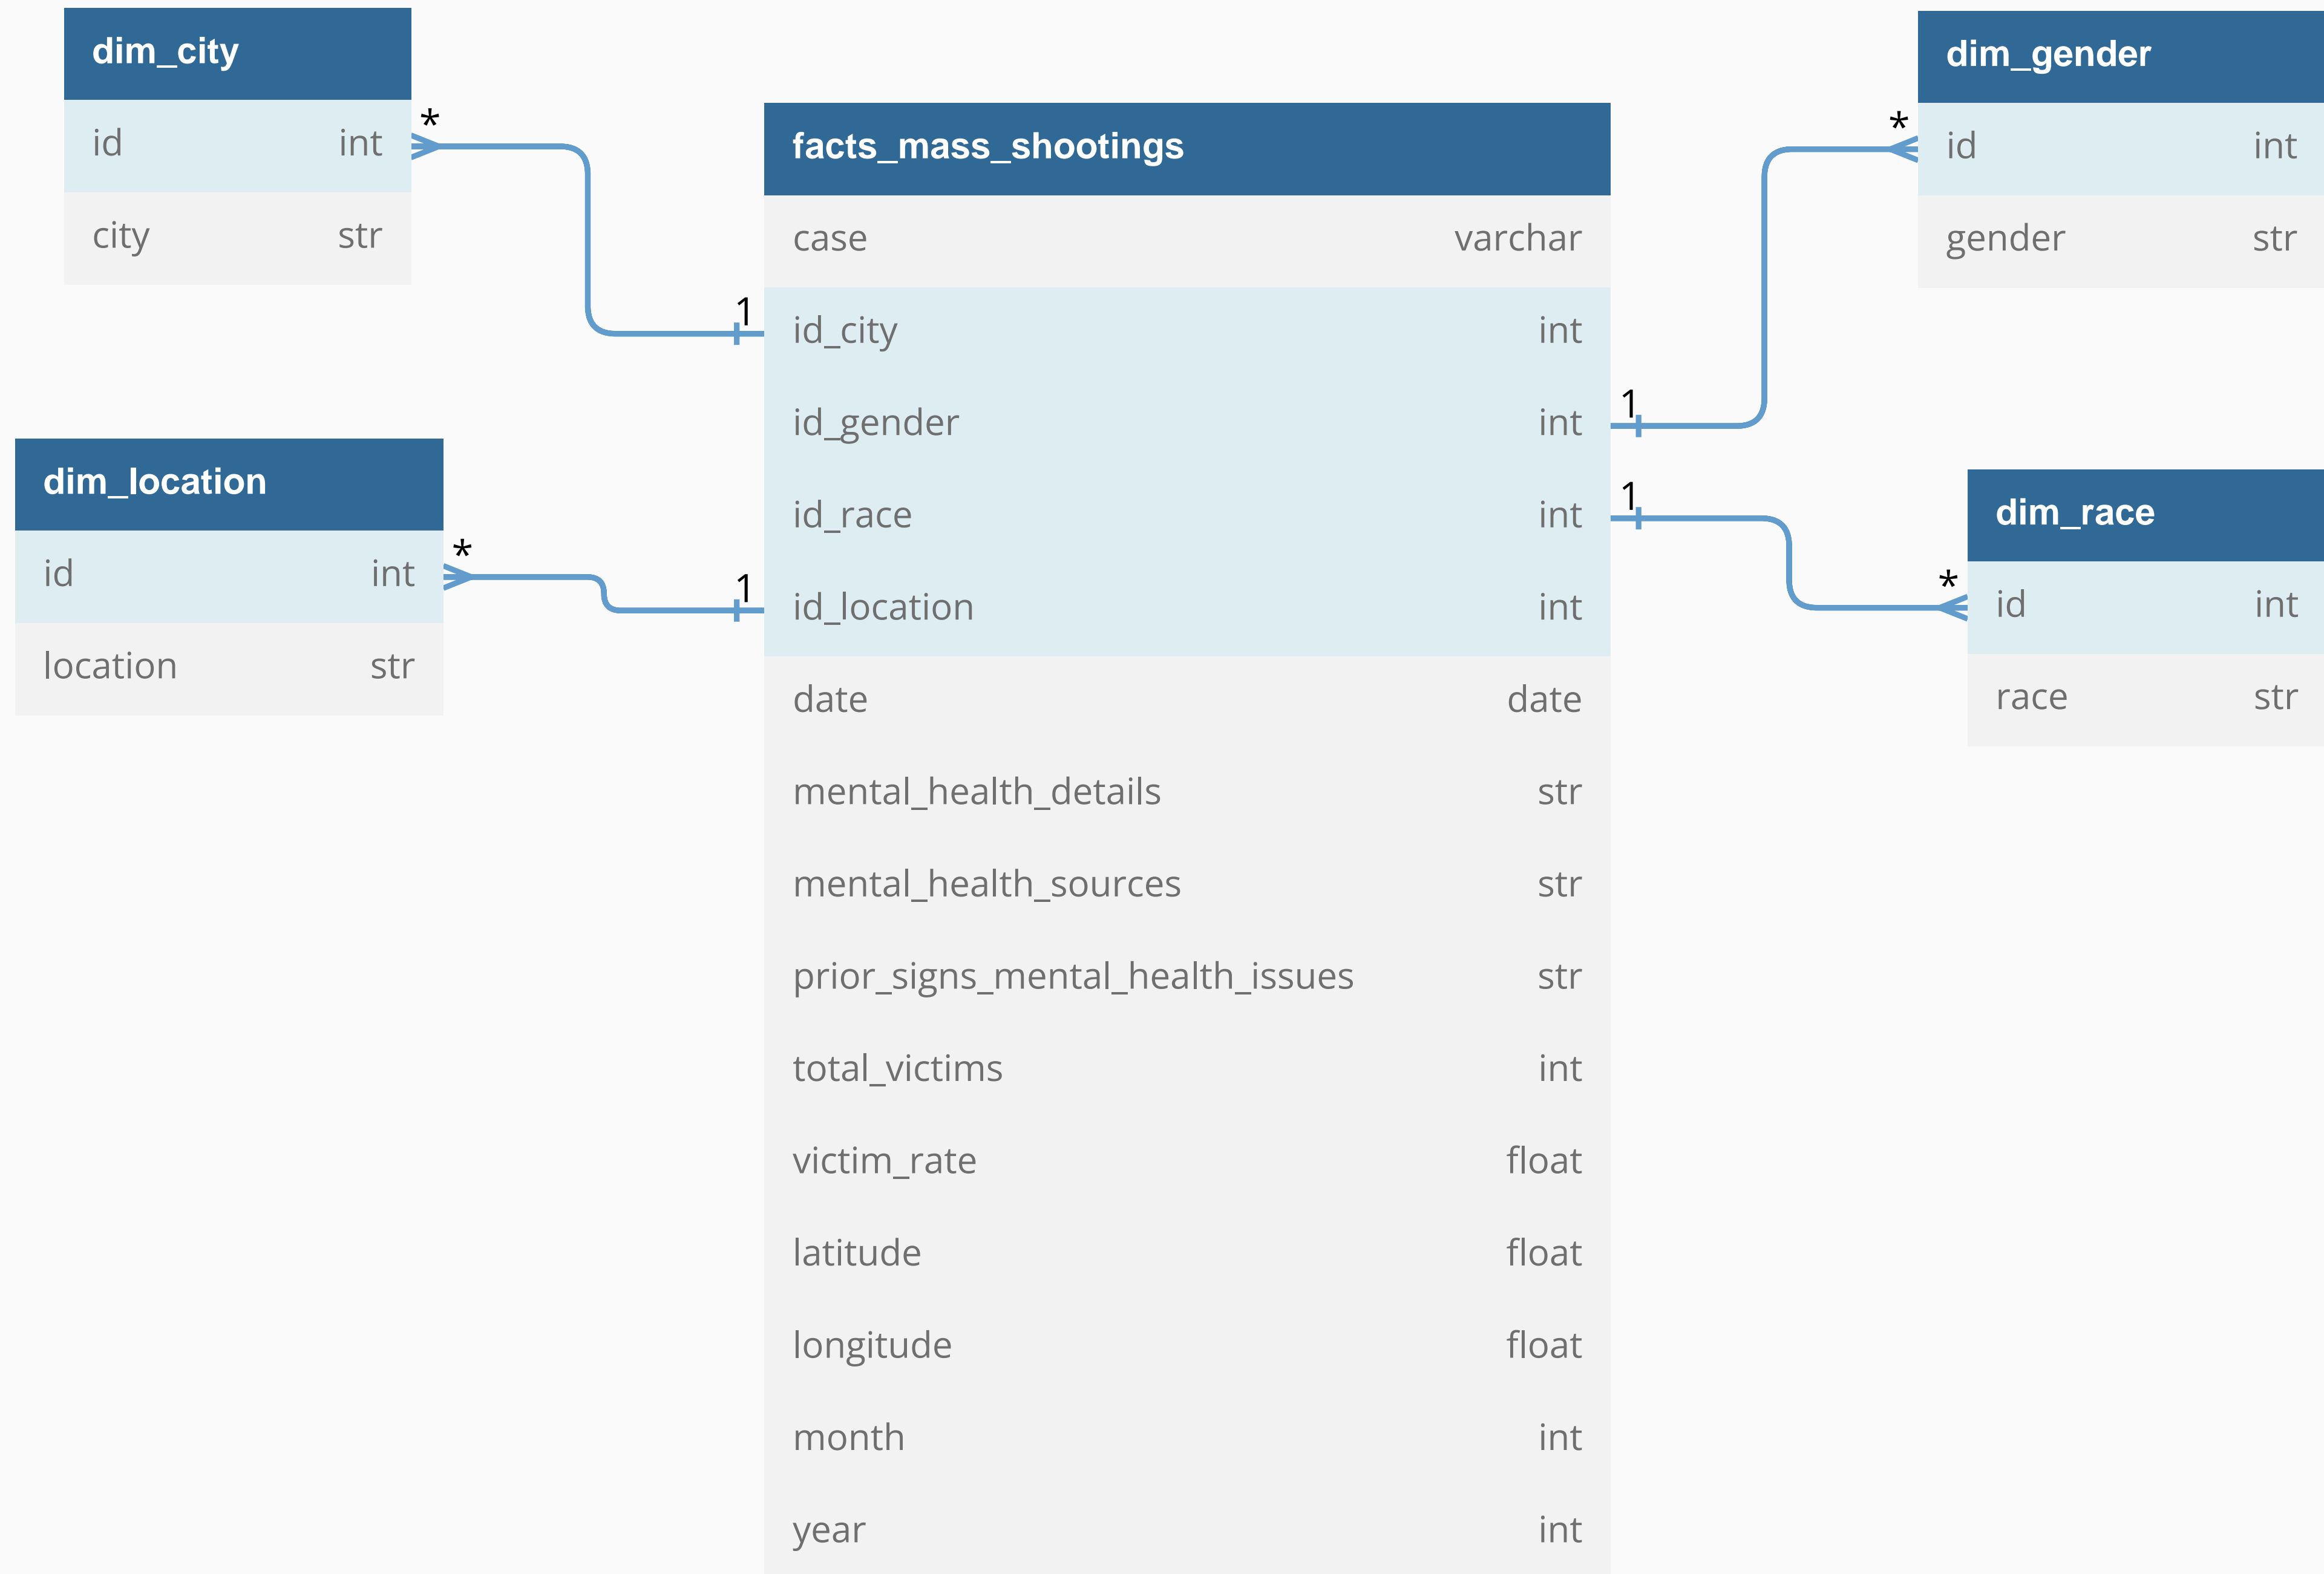 dim_city
id int
city str
*
1
dim_location
id int
location str
*
1
facts_mass_shootings
case varchar
id_city int
id_gender int
id_race int
id_location int
date date
mental_health_details str
mental_health_sources str
prior_signs_mental_health_issues str
total_victims int
victim_rate float
latitude float
longitude float
month int
year int
1
*
dim_gender
id int
gender str
1
*
dim_race
id int
race str